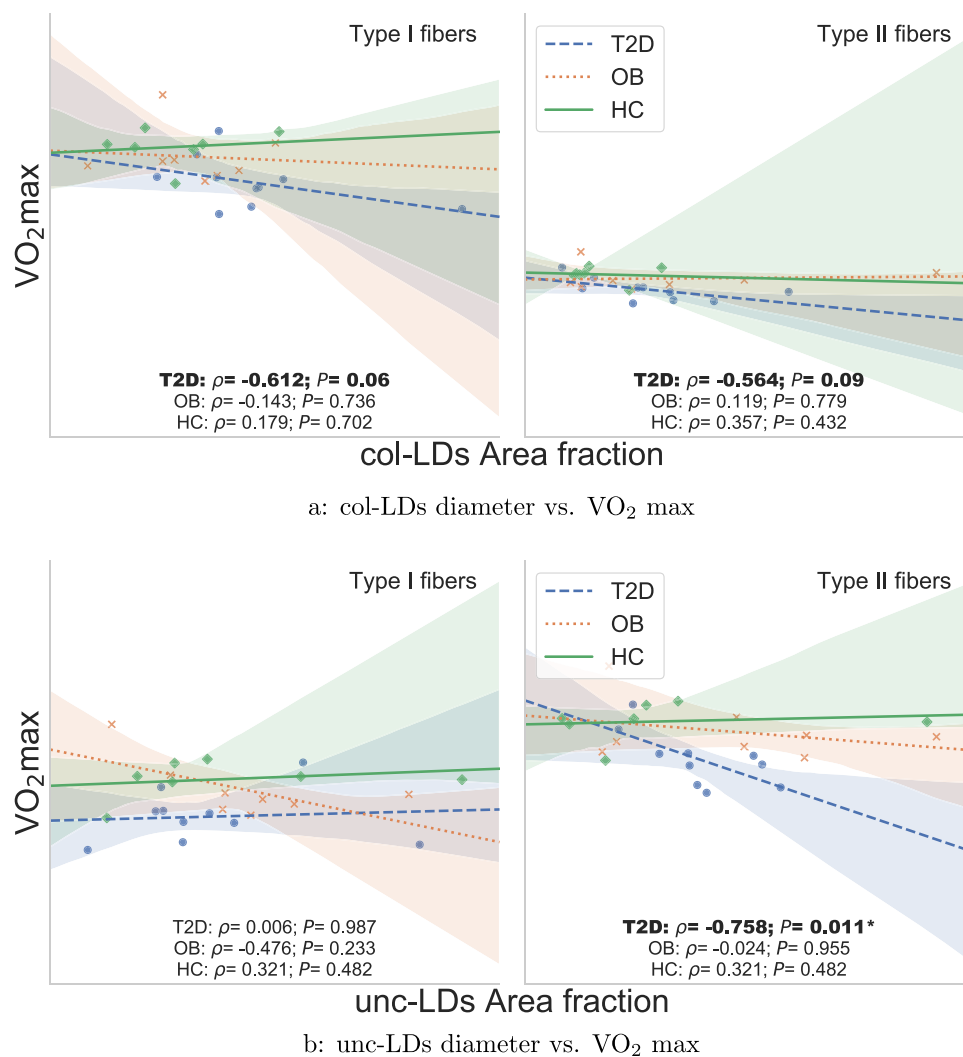 Type I fibers
T2D
OB
HC
Type II fibers
VO₂max
T2D: ρ= -0.612; P= 0.06
OB: ρ= -0.143; P= 0.736
HC: ρ= 0.179; P= 0.702
T2D: ρ= -0.564; P= 0.09
OB: ρ= 0.119; P= 0.779
HC: ρ= 0.357; P= 0.432
col-LDs Area fraction
a: col-LDs diameter vs. VO₂ max
Type I fibers
T2D
OB
HC
Type II fibers
VO₂max
T2D: ρ= 0.006; P= 0.987
OB: ρ= -0.476; P= 0.233
HC: ρ= 0.321; P= 0.482
T2D: ρ= -0.758; P= 0.011*
OB: ρ= -0.024; P= 0.955
HC: ρ= 0.321; P= 0.482
unc-LDs Area fraction
b: unc-LDs diameter vs. VO₂ max